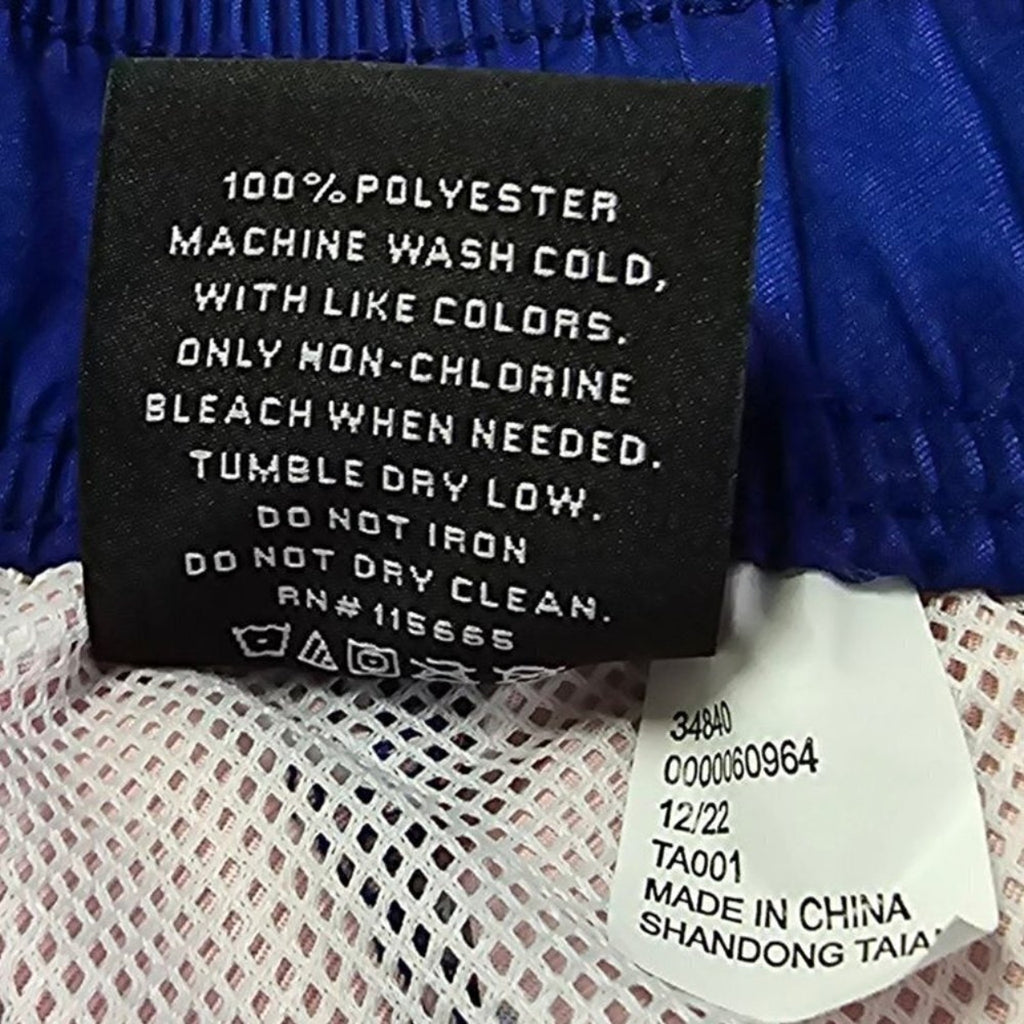 100% POLYESTER
MACHINE WASH COLD,
WITH LIKE COLORS.
ONLY NON-CHLORINE
BLEACH WHEN NEEDED.
TUMBLE DRY LOW.
DO NOT IRON
DO NOT DRY CLEAN.
RN# 115665
34840
0000060964
12/22
TA001
MADE IN CHINA
SHANDONG